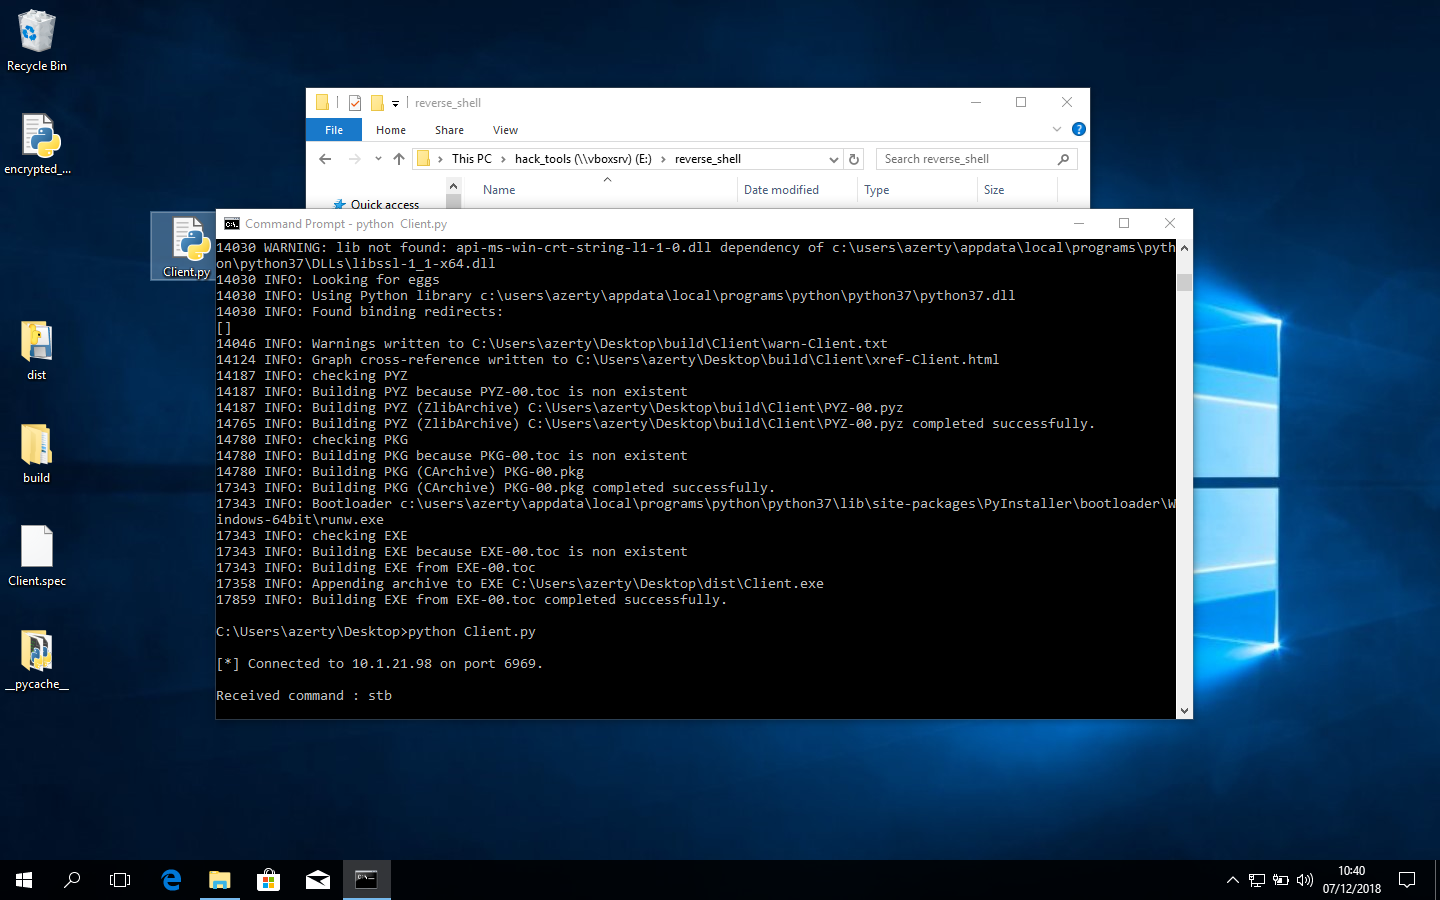 Recycle Bin
encrypted_...
Client.py
dist
build
Client.spec
__pycache__
reverse_shell
File Home Share View
This PC hack_tools (\\vboxsrv) (E:) reverse_shell
Search reverse_shell
Quick access
Name Date modified Type Size
Command Prompt - python  Client.py
14030 WARNING: lib not found: api-ms-win-crt-string-l1-1-0.dll dependency of c:\users\azerty\appdata\local\programs\pyth
on\python37\DLLs\libssl-1_1-x64.dll
14030 INFO: Looking for eggs
14030 INFO: Using Python library c:\users\azerty\appdata\local\programs\python\python37\python37.dll
14030 INFO: Found binding redirects:
[]
14046 INFO: Warnings written to C:\Users\azerty\Desktop\build\Client\warn-Client.txt
14124 INFO: Graph cross-reference written to C:\Users\azerty\Desktop\build\Client\xref-Client.html
14187 INFO: checking PYZ
14187 INFO: Building PYZ because PYZ-00.toc is non existent
14187 INFO: Building PYZ (ZlibArchive) C:\Users\azerty\Desktop\build\Client\PYZ-00.pyz
14765 INFO: Building PYZ (ZlibArchive) C:\Users\azerty\Desktop\build\Client\PYZ-00.pyz completed successfully.
14780 INFO: checking PKG
14780 INFO: Building PKG because PKG-00.toc is non existent
14780 INFO: Building PKG (CArchive) PKG-00.pkg
17343 INFO: Building PKG (CArchive) PKG-00.pkg completed successfully.
17343 INFO: Bootloader c:\users\azerty\appdata\local\programs\python\python37\lib\site-packages\PyInstaller\bootloader\W
indows-64bit\runw.exe
17343 INFO: checking EXE
17343 INFO: Building EXE because EXE-00.toc is non existent
17343 INFO: Building EXE from EXE-00.toc
17358 INFO: Appending archive to EXE C:\Users\azerty\Desktop\dist\Client.exe
17859 INFO: Building EXE from EXE-00.toc completed successfully.
C:\Users\azerty\Desktop>python Client.py
[*] Connected to 10.1.21.98 on port 6969.
Received command : stb
10:40
07/12/2018